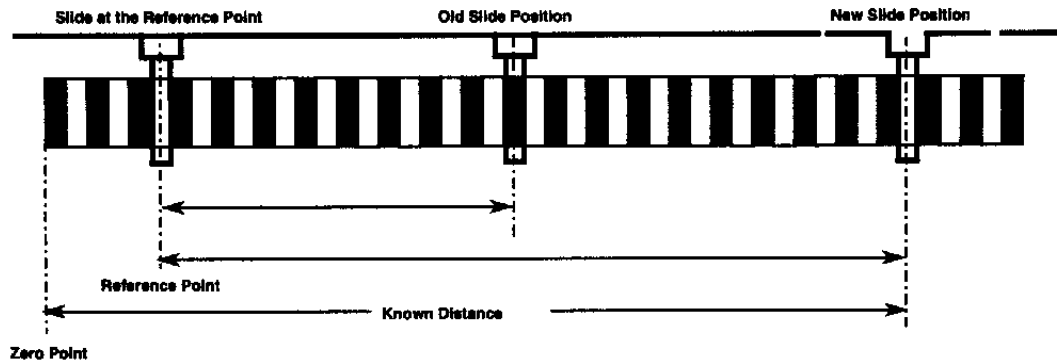 Slide at the Reference Point
Old Slide Position
New Slide Position
Reference Point
Known Distance
Zero Point